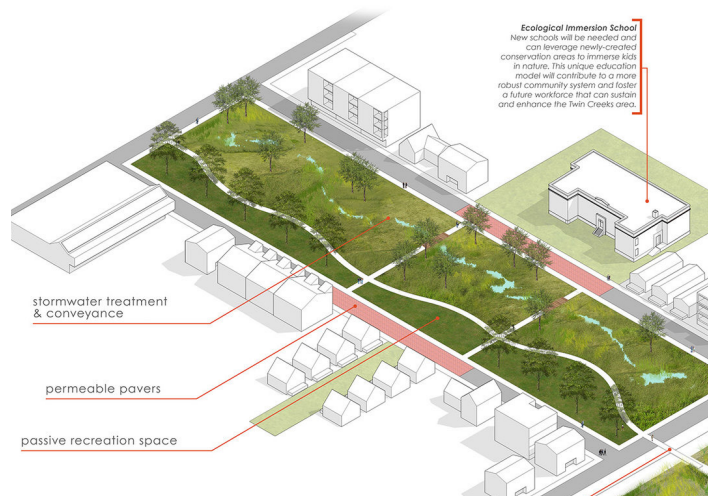 Ecological Immersion School
New schools will be needed and
can leverage newly-created
conservation areas to immerse kids
in nature. This unique education
model will contribute to a more
robust community system and foster
a future workforce that can sustain
and enhance the Twin Creeks area.
stormwater treatment
& conveyance
permeable pavers
passive recreation space